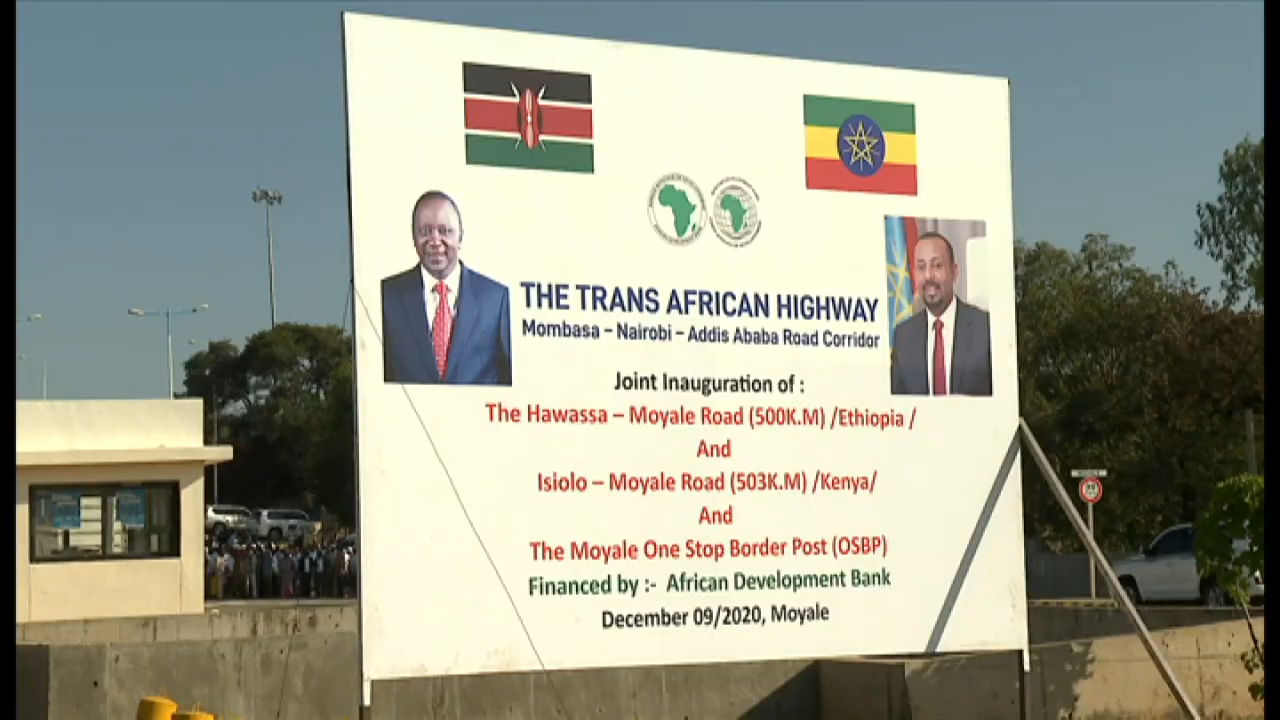 THE TRANS AFRICAN HIGHWAY
Mombasa – Nairobi – Addis Ababa Road Corridor
Joint Inauguration of :
The Hawassa – Moyale Road (500K.M) /Ethiopia /
And
Isiolo – Moyale Road (503K.M) /Kenya/
And
The Moyale One Stop Border Post (OSBP)
Financed by :- African Development Bank
December 09/2020, Moyale